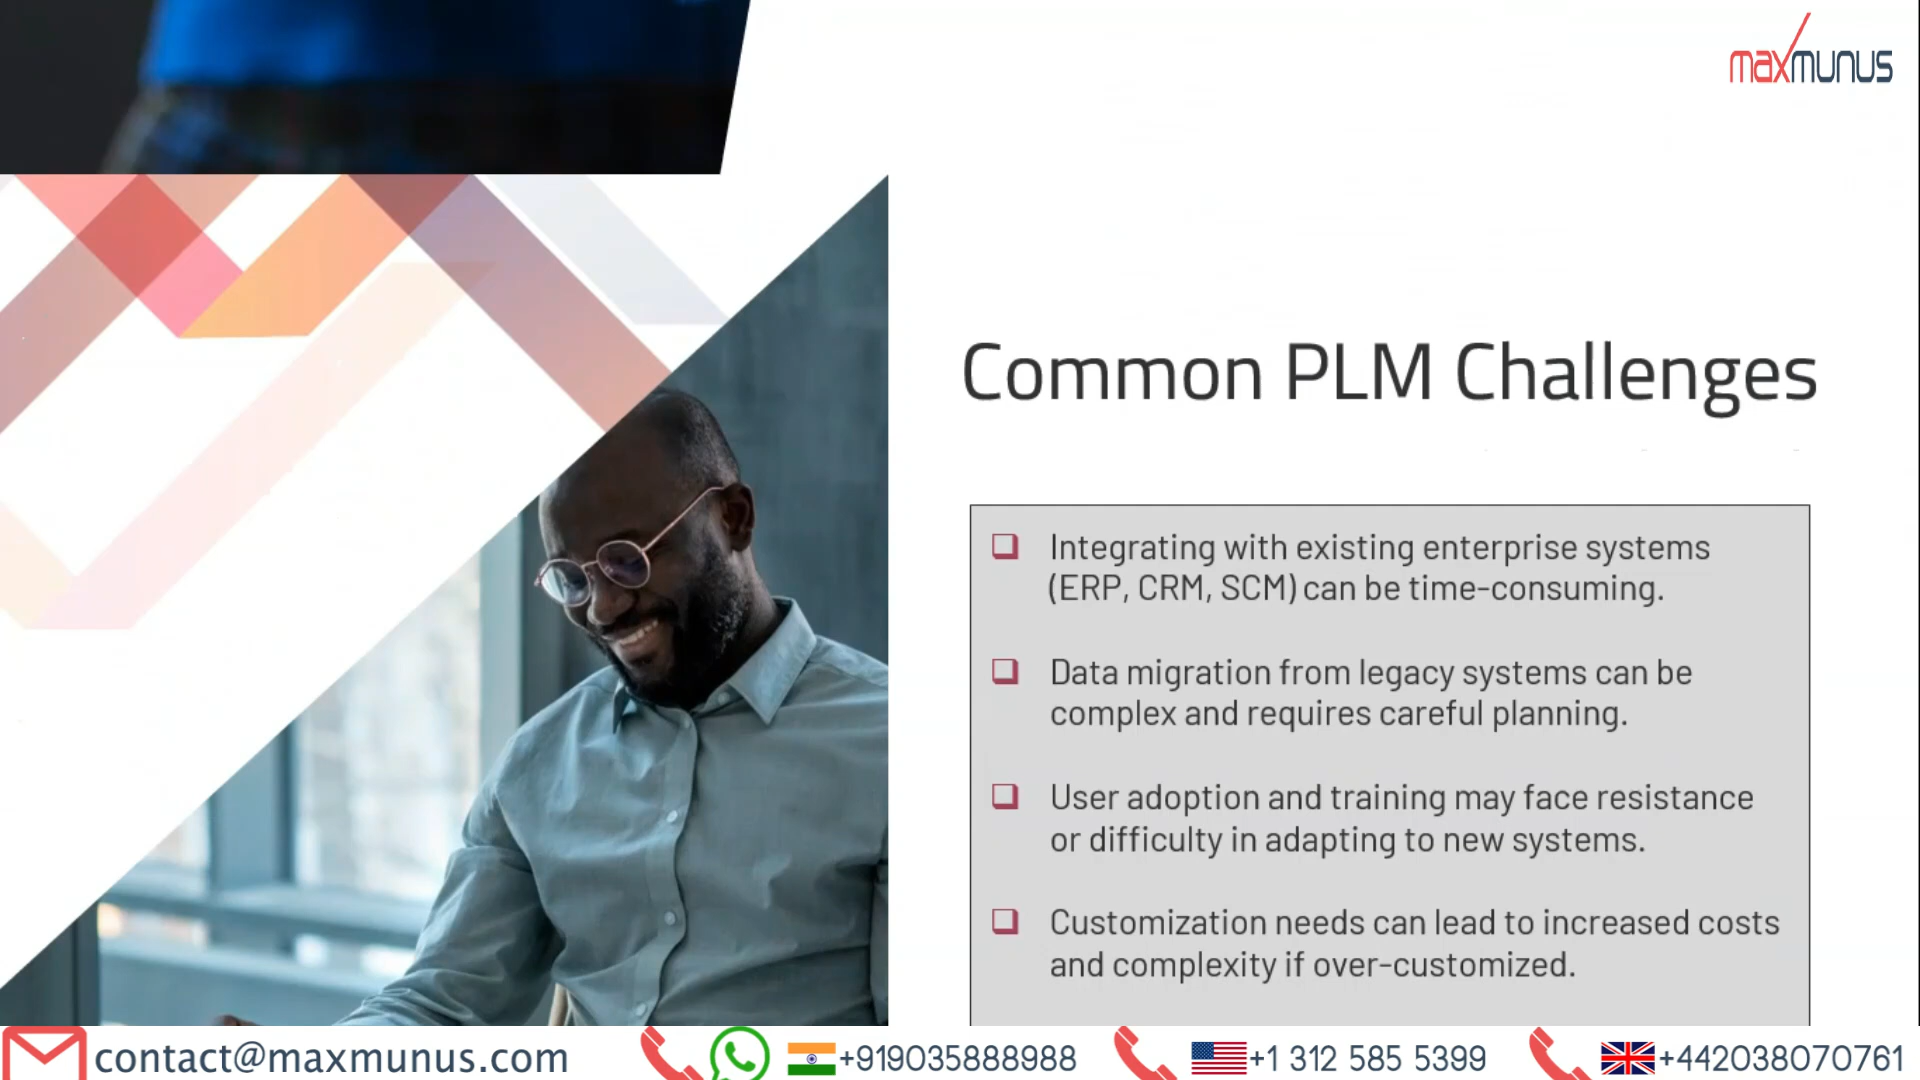 maxmunus
Common PLM Challenges
Integrating with existing enterprise systems
(ERP, CRM, SCM) can be time-consuming.
Data migration from legacy systems can be
complex and requires careful planning.
User adoption and training may face resistance
or difficulty in adapting to new systems.
Customization needs can lead to increased costs
and complexity if over-customized.
contact@maxmunus.com
+919035888988
+1 312 585 5399
+442038070761